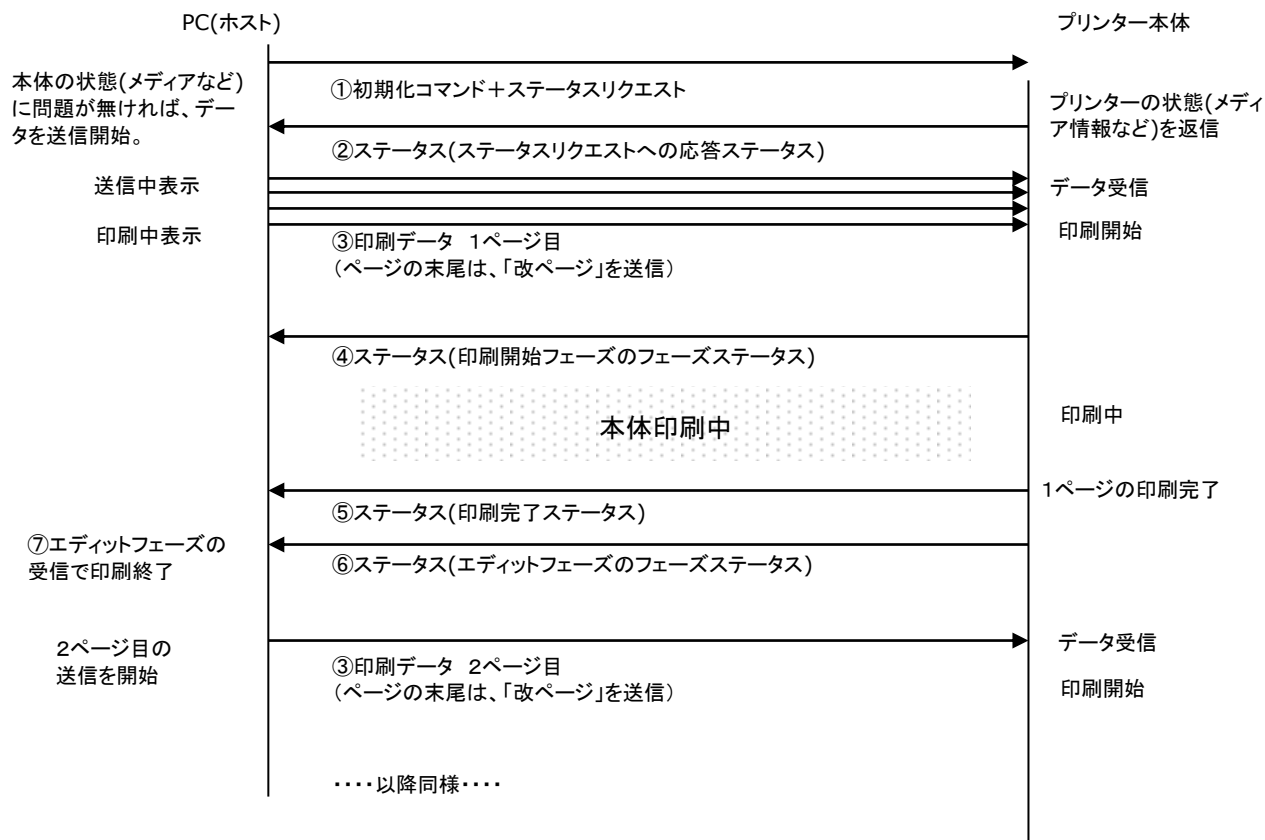 PC(ホスト)
プリンター本体
本体の状態(メディアなど)
に問題が無ければ、デー
タを送信開始。
①初期化コマンド＋ステータスリクエスト
プリンターの状態(メディ
ア情報など)を返信
②ステータス(ステータスリクエストへの応答ステータス)
送信中表示
データ受信
印刷中表示
印刷開始
③印刷データ　1ページ目
（ページの末尾は、「改ページ」を送信）
④ステータス(印刷開始フェーズのフェーズステータス)
本体印刷中
印刷中
1ページの印刷完了
⑤ステータス(印刷完了ステータス)
⑦エディットフェーズの
受信で印刷終了
⑥ステータス(エディットフェーズのフェーズステータス)
2ページ目の
送信を開始
データ受信
③印刷データ　2ページ目
（ページの末尾は、「改ページ」を送信）
印刷開始
・・・・以降同様・・・・